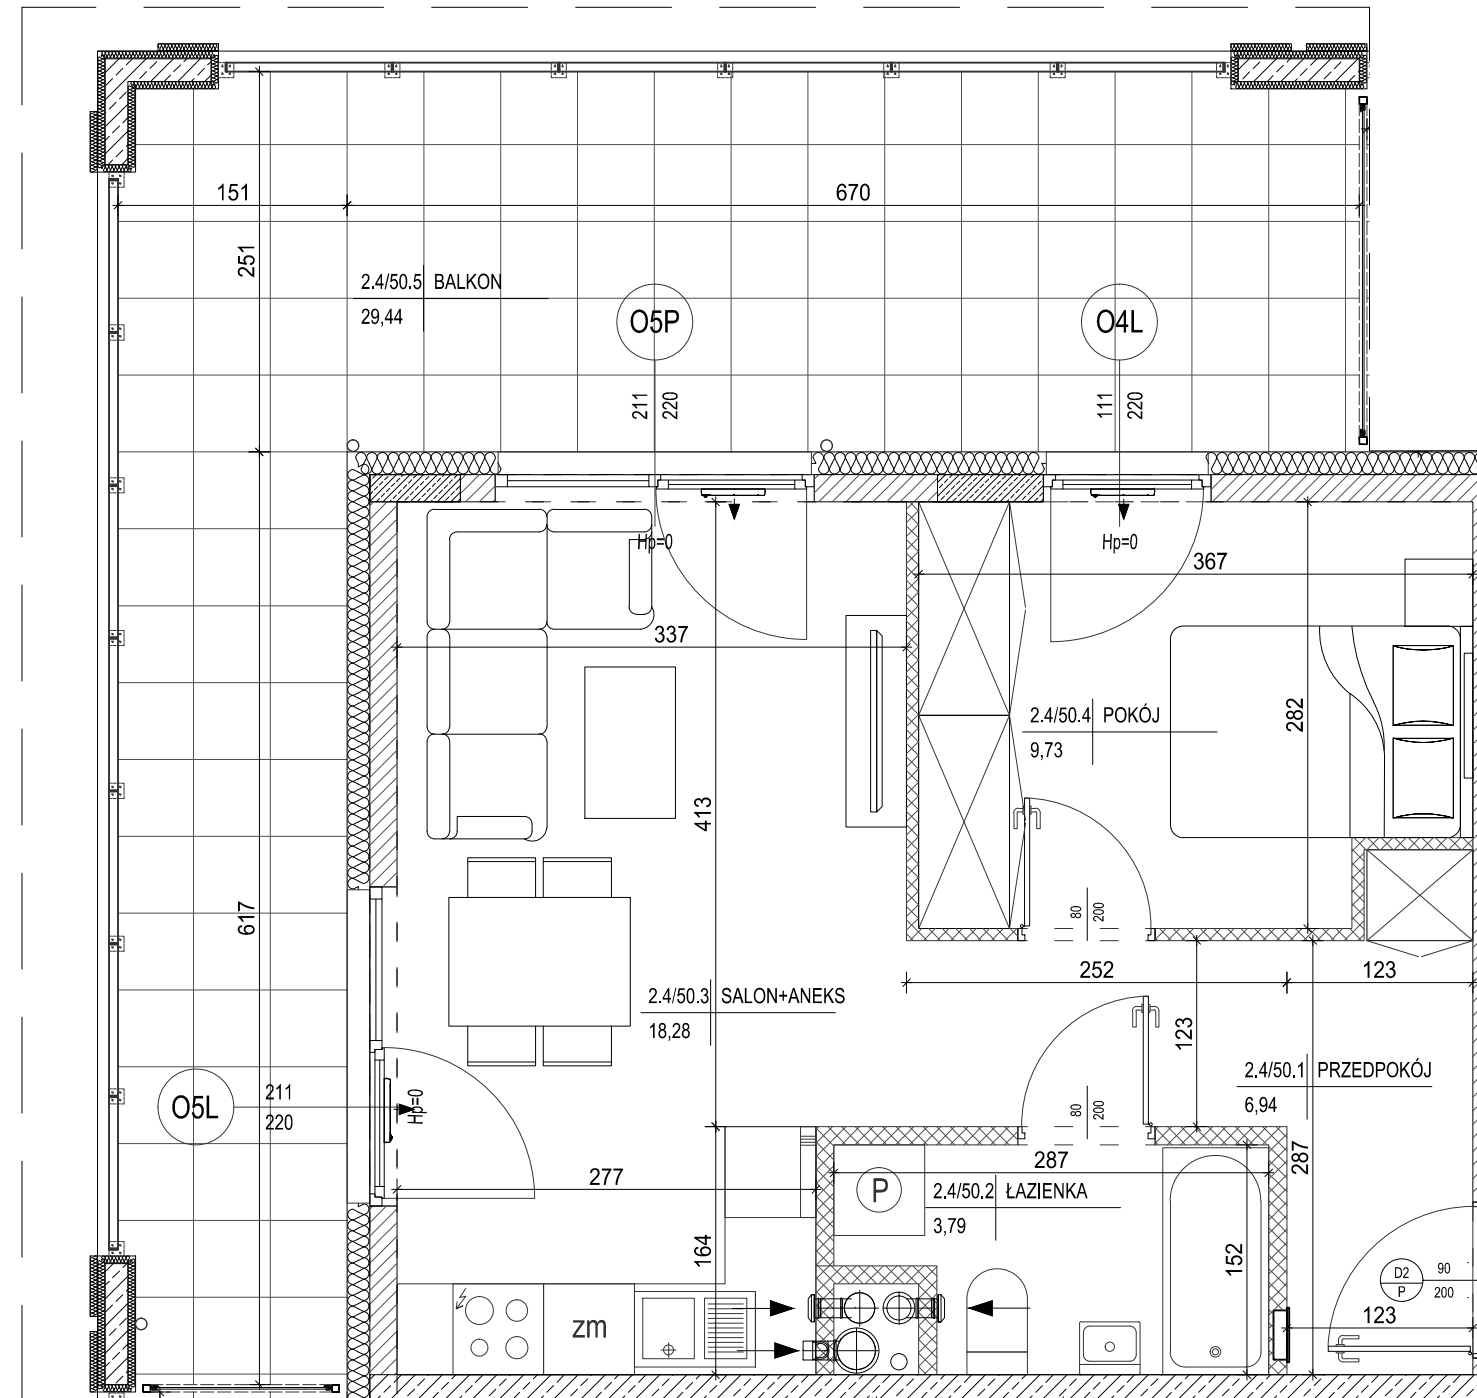 151
670
251
2.4/50.5 BALKON
29,44
O5P
O4L
211
220
111
220
Hp=0
Hp=0
367
337
2.4/50.4 POKÓJ
9,73
282
413
80
200
617
252
123
2.4/50.3 SALON+ANEKS
18,28
123
2.4/50.1 PRZEDPOKÓJ
6,94
O5L
211
220
Hp=0
80
200
287
287
277
P
2.4/50.2 ŁAZIENKA
3,79
164
152
D2
P
90
200
zm
123